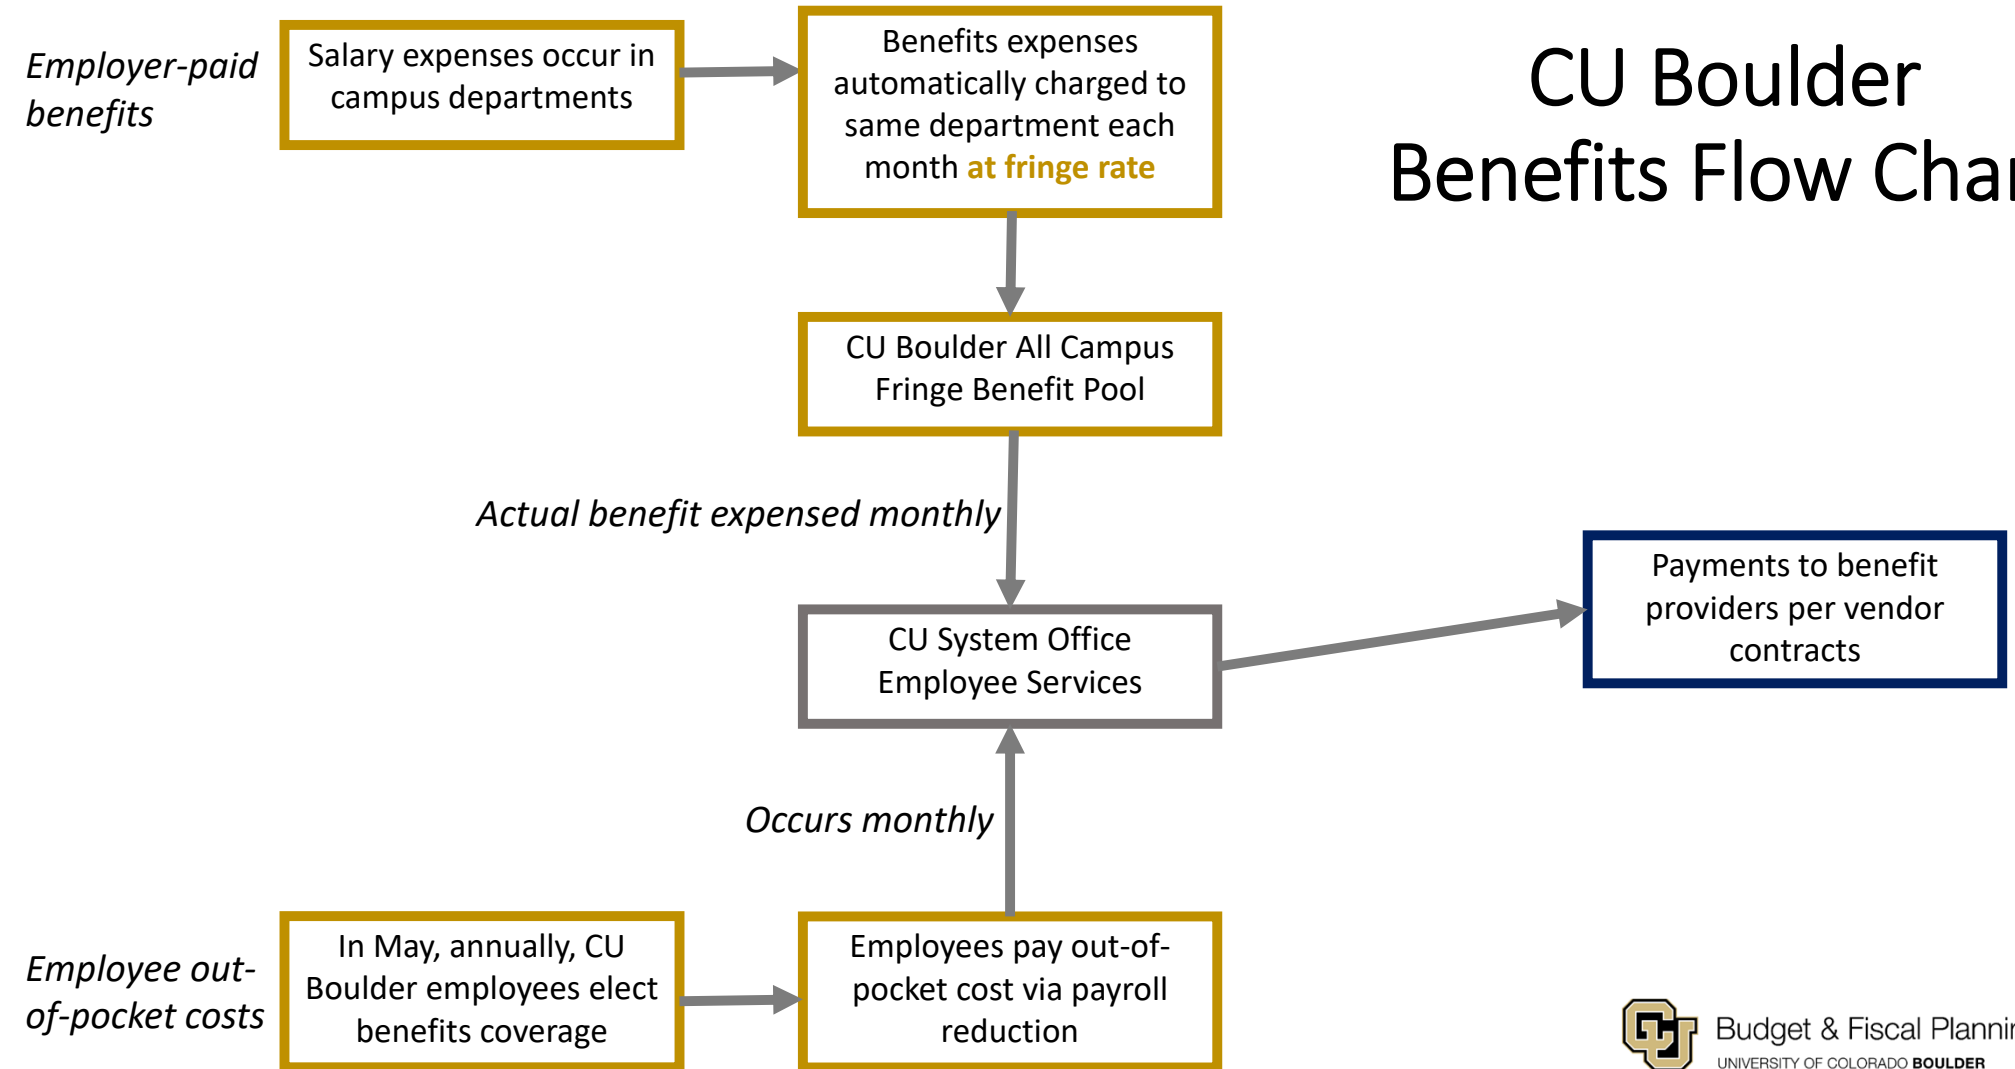 Employer-paid
benefits
Salary expenses occur in
campus departments
Benefits expenses
automatically charged to
same department each
month at fringe rate
CU Boulder
Benefits Flow Char
CU Boulder All Campus
Fringe Benefit Pool
Actual benefit expensed monthly
CU System Office
Employee Services
Payments to benefit
providers per vendor
contracts
Occurs monthly
Employee out-
of-pocket costs
In May, annually, CU
Boulder employees elect
benefits coverage
Employees pay out-of-
pocket cost via payroll
reduction
CU
Budget & Fiscal Plannin
UNIVERSITY OF COLORADO BOULDER